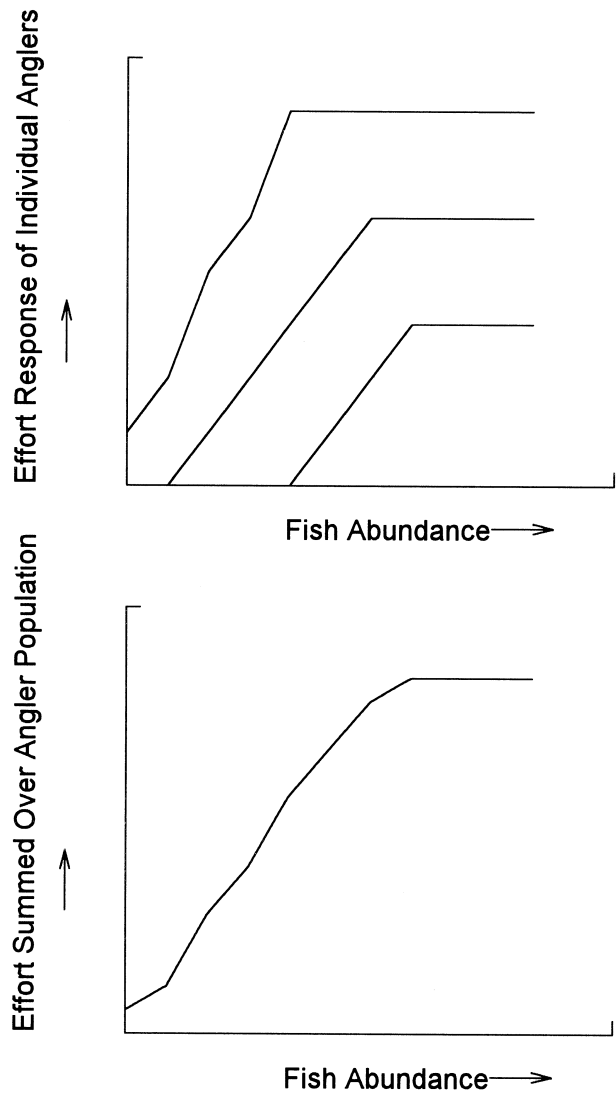 Effort Response of Individual Anglers
Fish Abundance
Effort Summed Over Angler Population
Fish Abundance